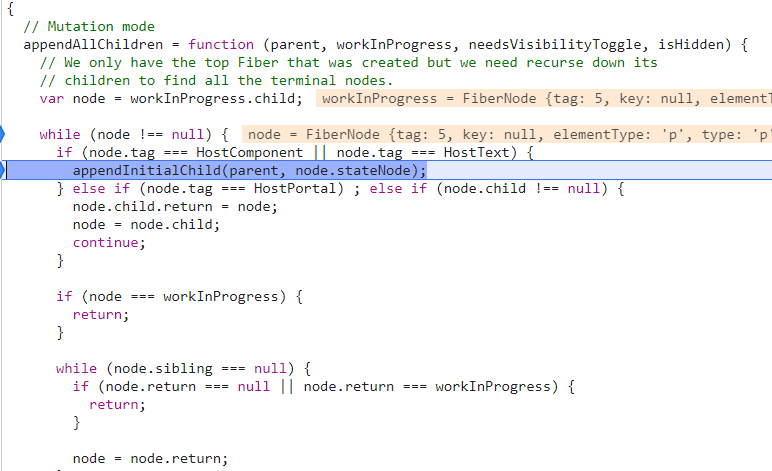 {
// Mutation mode
appendAllChildren = function (parent, workInProgress, needsVisibilityToggle, isHidden) {
// We only have the top Fiber that was created but we need recurse down its
// children to find all the terminal nodes.
var node = workInProgress.child; workInProgress = FiberNode {tag: 5, key: null, elementT
while (node !== null) { node = FiberNode {tag: 5, key: null, elementType: 'p', type: 'p'
if (node.tag === HostComponent || node.tag === HostText) {
appendInitialChild(parent, node.stateNode);
} else if (node.tag === HostPortal) ; else if (node.child !== null) {
node.child.return = node;
node = node.child;
continue;
}
if (node === workInProgress) {
return;
}
while (node.sibling === null) {
if (node.return === null || node.return === workInProgress) {
return;
}
node = node.return;